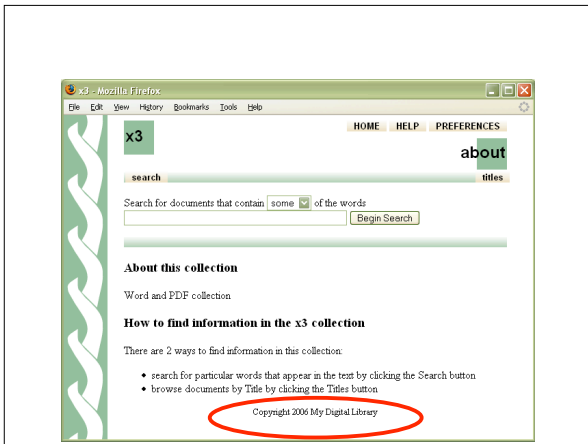 x3 - Mozilla Firefox
File Edit View History Bookmarks Tools Help
x3
HOME HELP PREFERENCES
about
search titles
Search for documents that contain some of the words
Begin Search
About this collection
Word and PDF collection
How to find information in the x3 collection
There are 2 ways to find information in this collection:
• search for particular words that appear in the text by clicking the Search button
• browse documents by Title by clicking the Titles button
Copyright 2006 My Digital Library